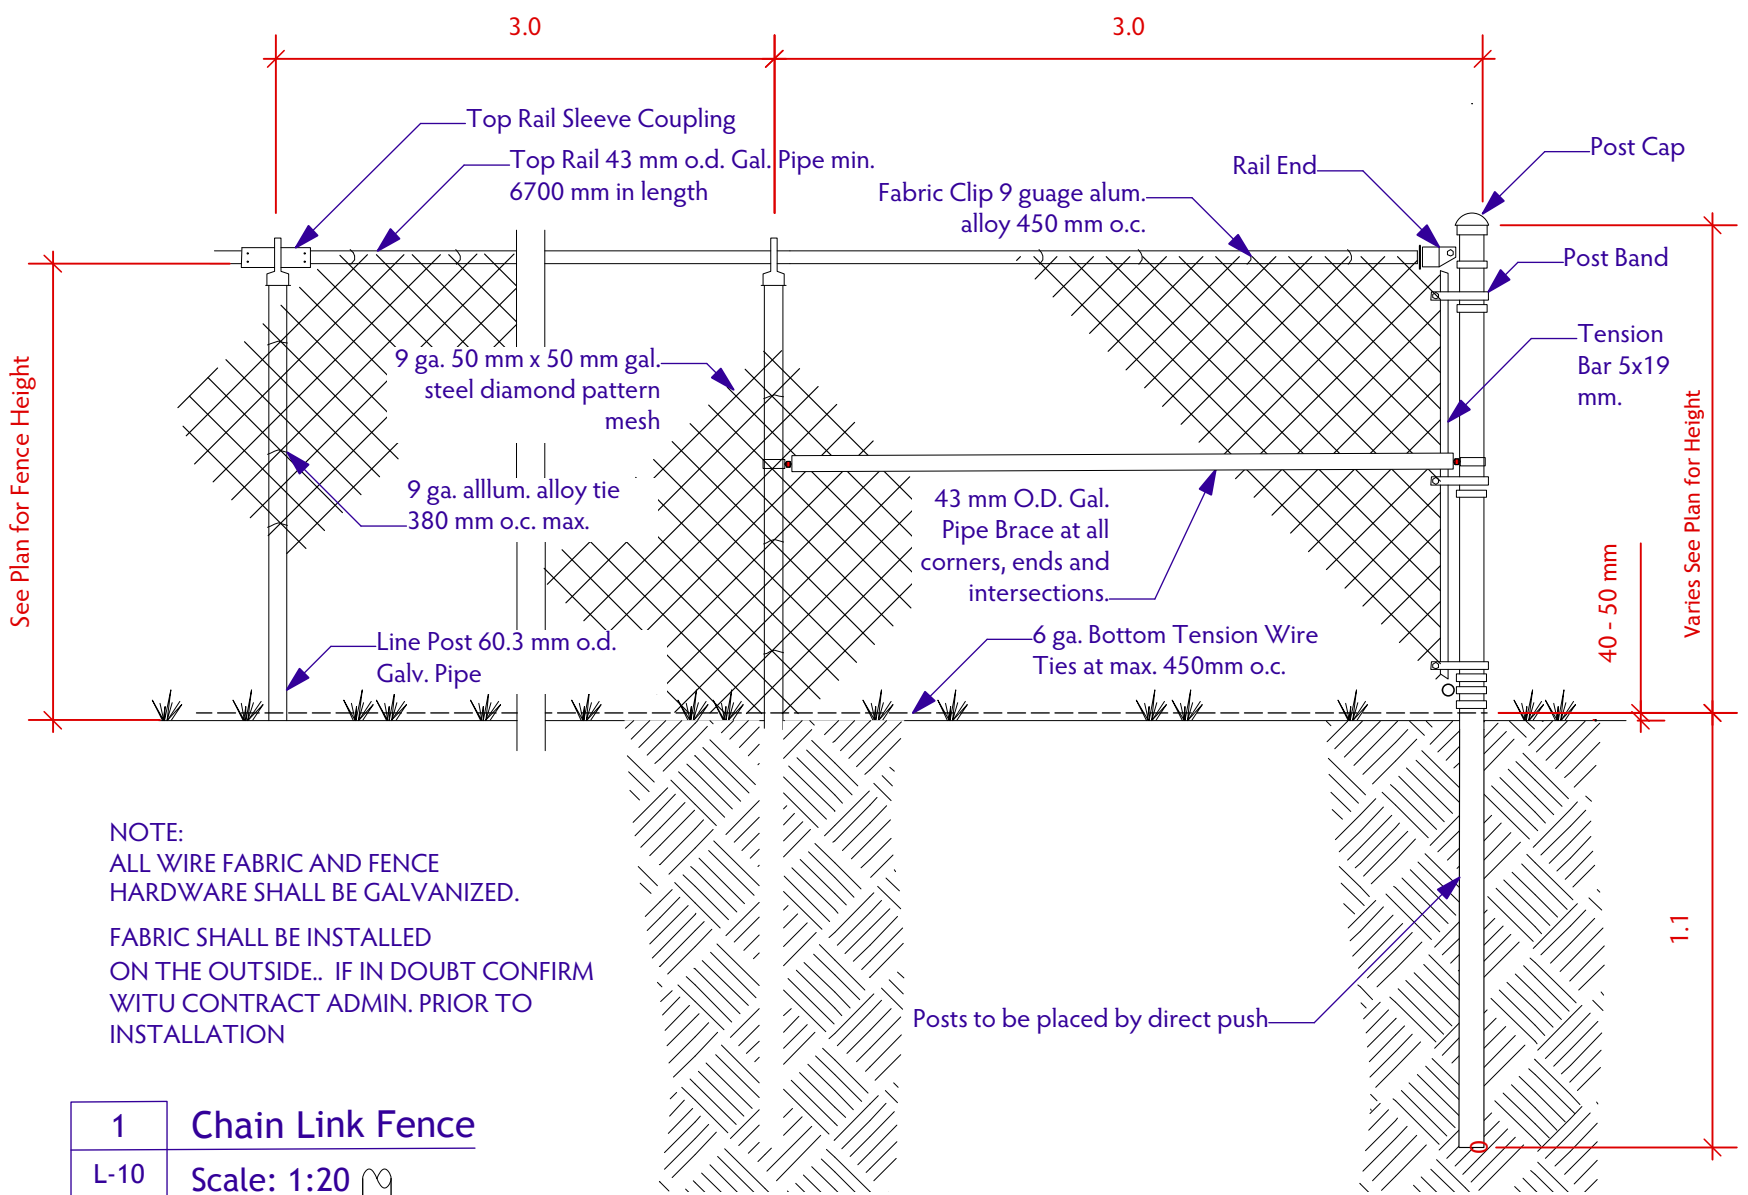 3.0
3.0
Top Rail Sleeve Coupling
Top Rail 43 mm o.d. Gal. Pipe min.
6700 mm in length
Fabric Clip 9 guage alum.
alloy 450 mm o.c.
Rail End
Post Cap
Post Band
Tension
Bar 5x19
mm.
9 ga. 50 mm x 50 mm gal.
steel diamond pattern
mesh
9 ga. alllum. alloy tie
380 mm o.c. max.
43 mm O.D. Gal.
Pipe Brace at all
corners, ends and
intersections.
Line Post 60.3 mm o.d.
Galv. Pipe
6 ga. Bottom Tension Wire
Ties at max. 450mm o.c.
See Plan for Fence Height
Varies See Plan for Height
40 - 50 mm
1.1
Posts to be placed by direct push
NOTE:
ALL WIRE FABRIC AND FENCE
HARDWARE SHALL BE GALVANIZED.
FABRIC SHALL BE INSTALLED
ON THE OUTSIDE.. IF IN DOUBT CONFIRM
WITU CONTRACT ADMIN. PRIOR TO
INSTALLATION
1
Chain Link Fence
L-10
Scale: 1:20